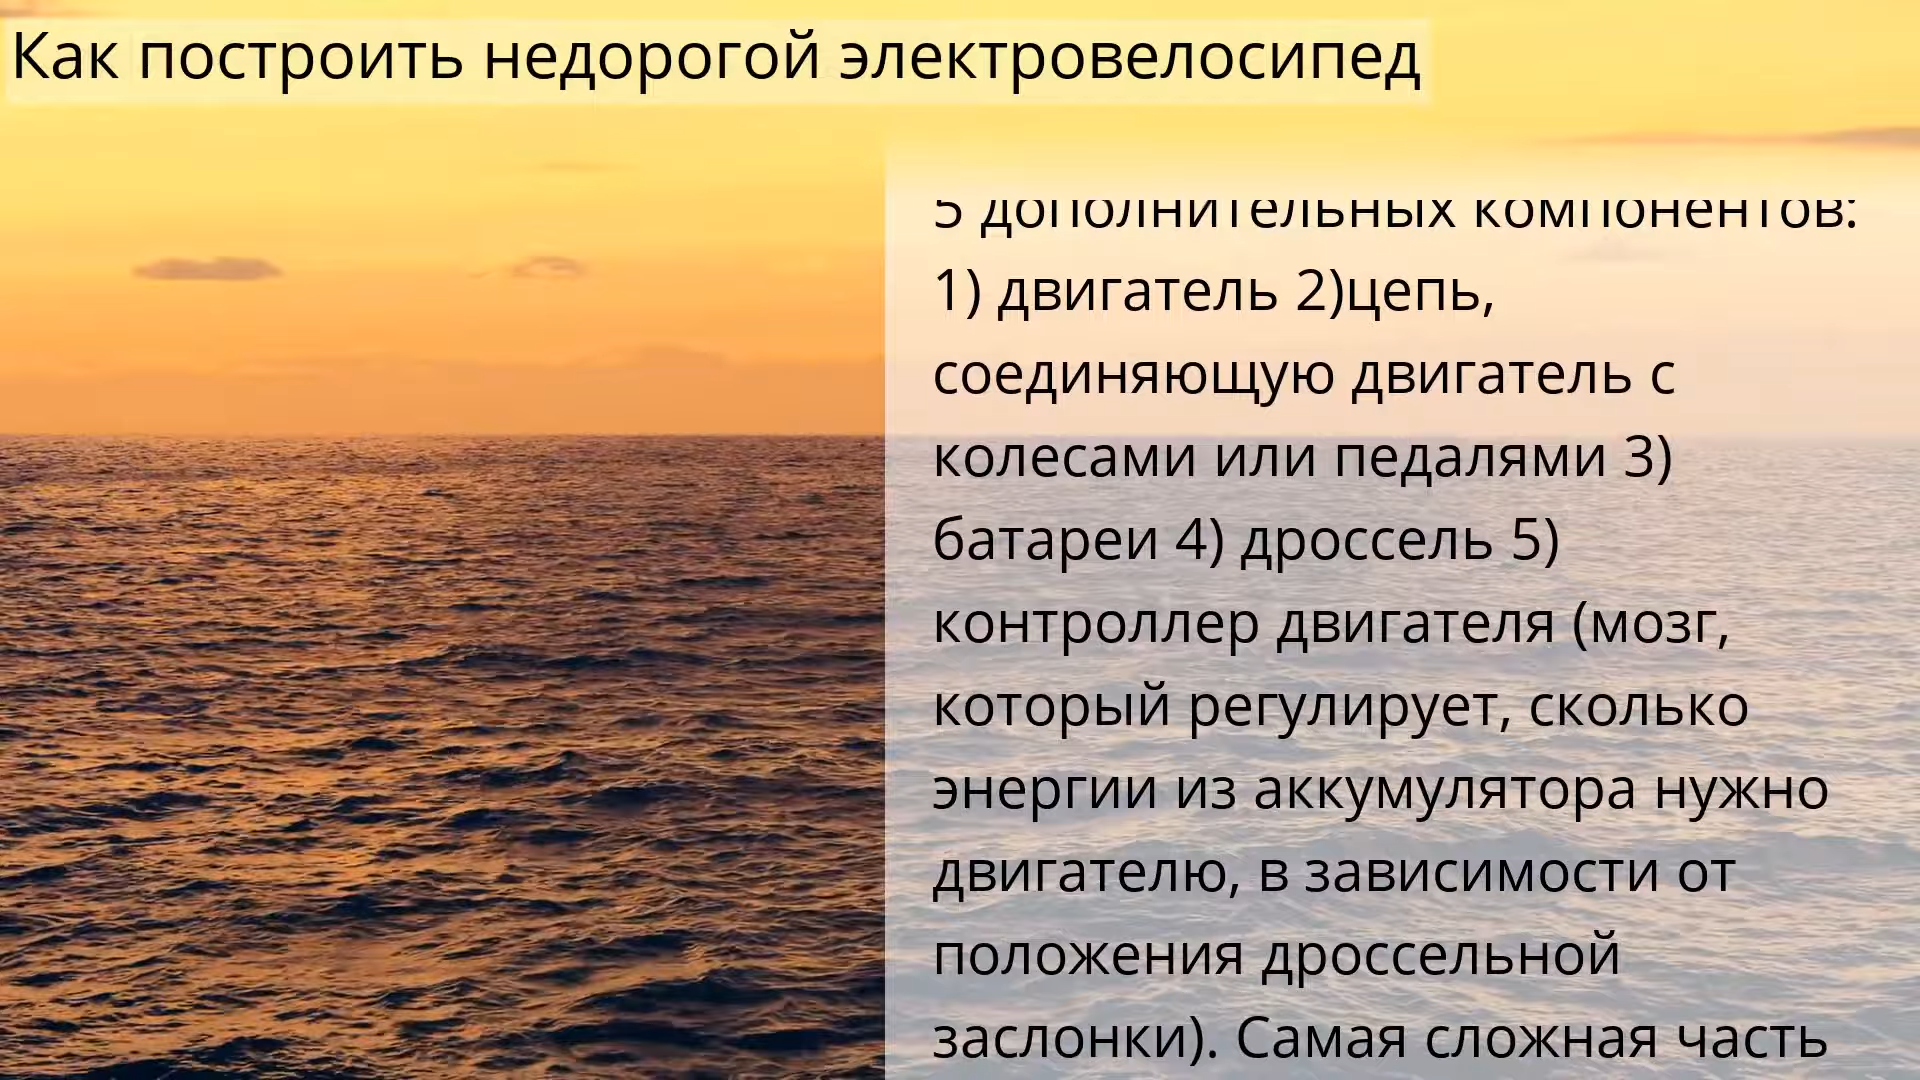 Как построить недорогой электровелосипед
5 дополнительных компонентов:
1) двигатель 2)цепь,
соединяющую двигатель с
колесами или педалями 3)
батареи 4) дроссель 5)
контроллер двигателя (мозг,
который регулирует, сколько
энергии из аккумулятора нужно
двигателю, в зависимости от
положения дроссельной
заслонки). Самая сложная часть